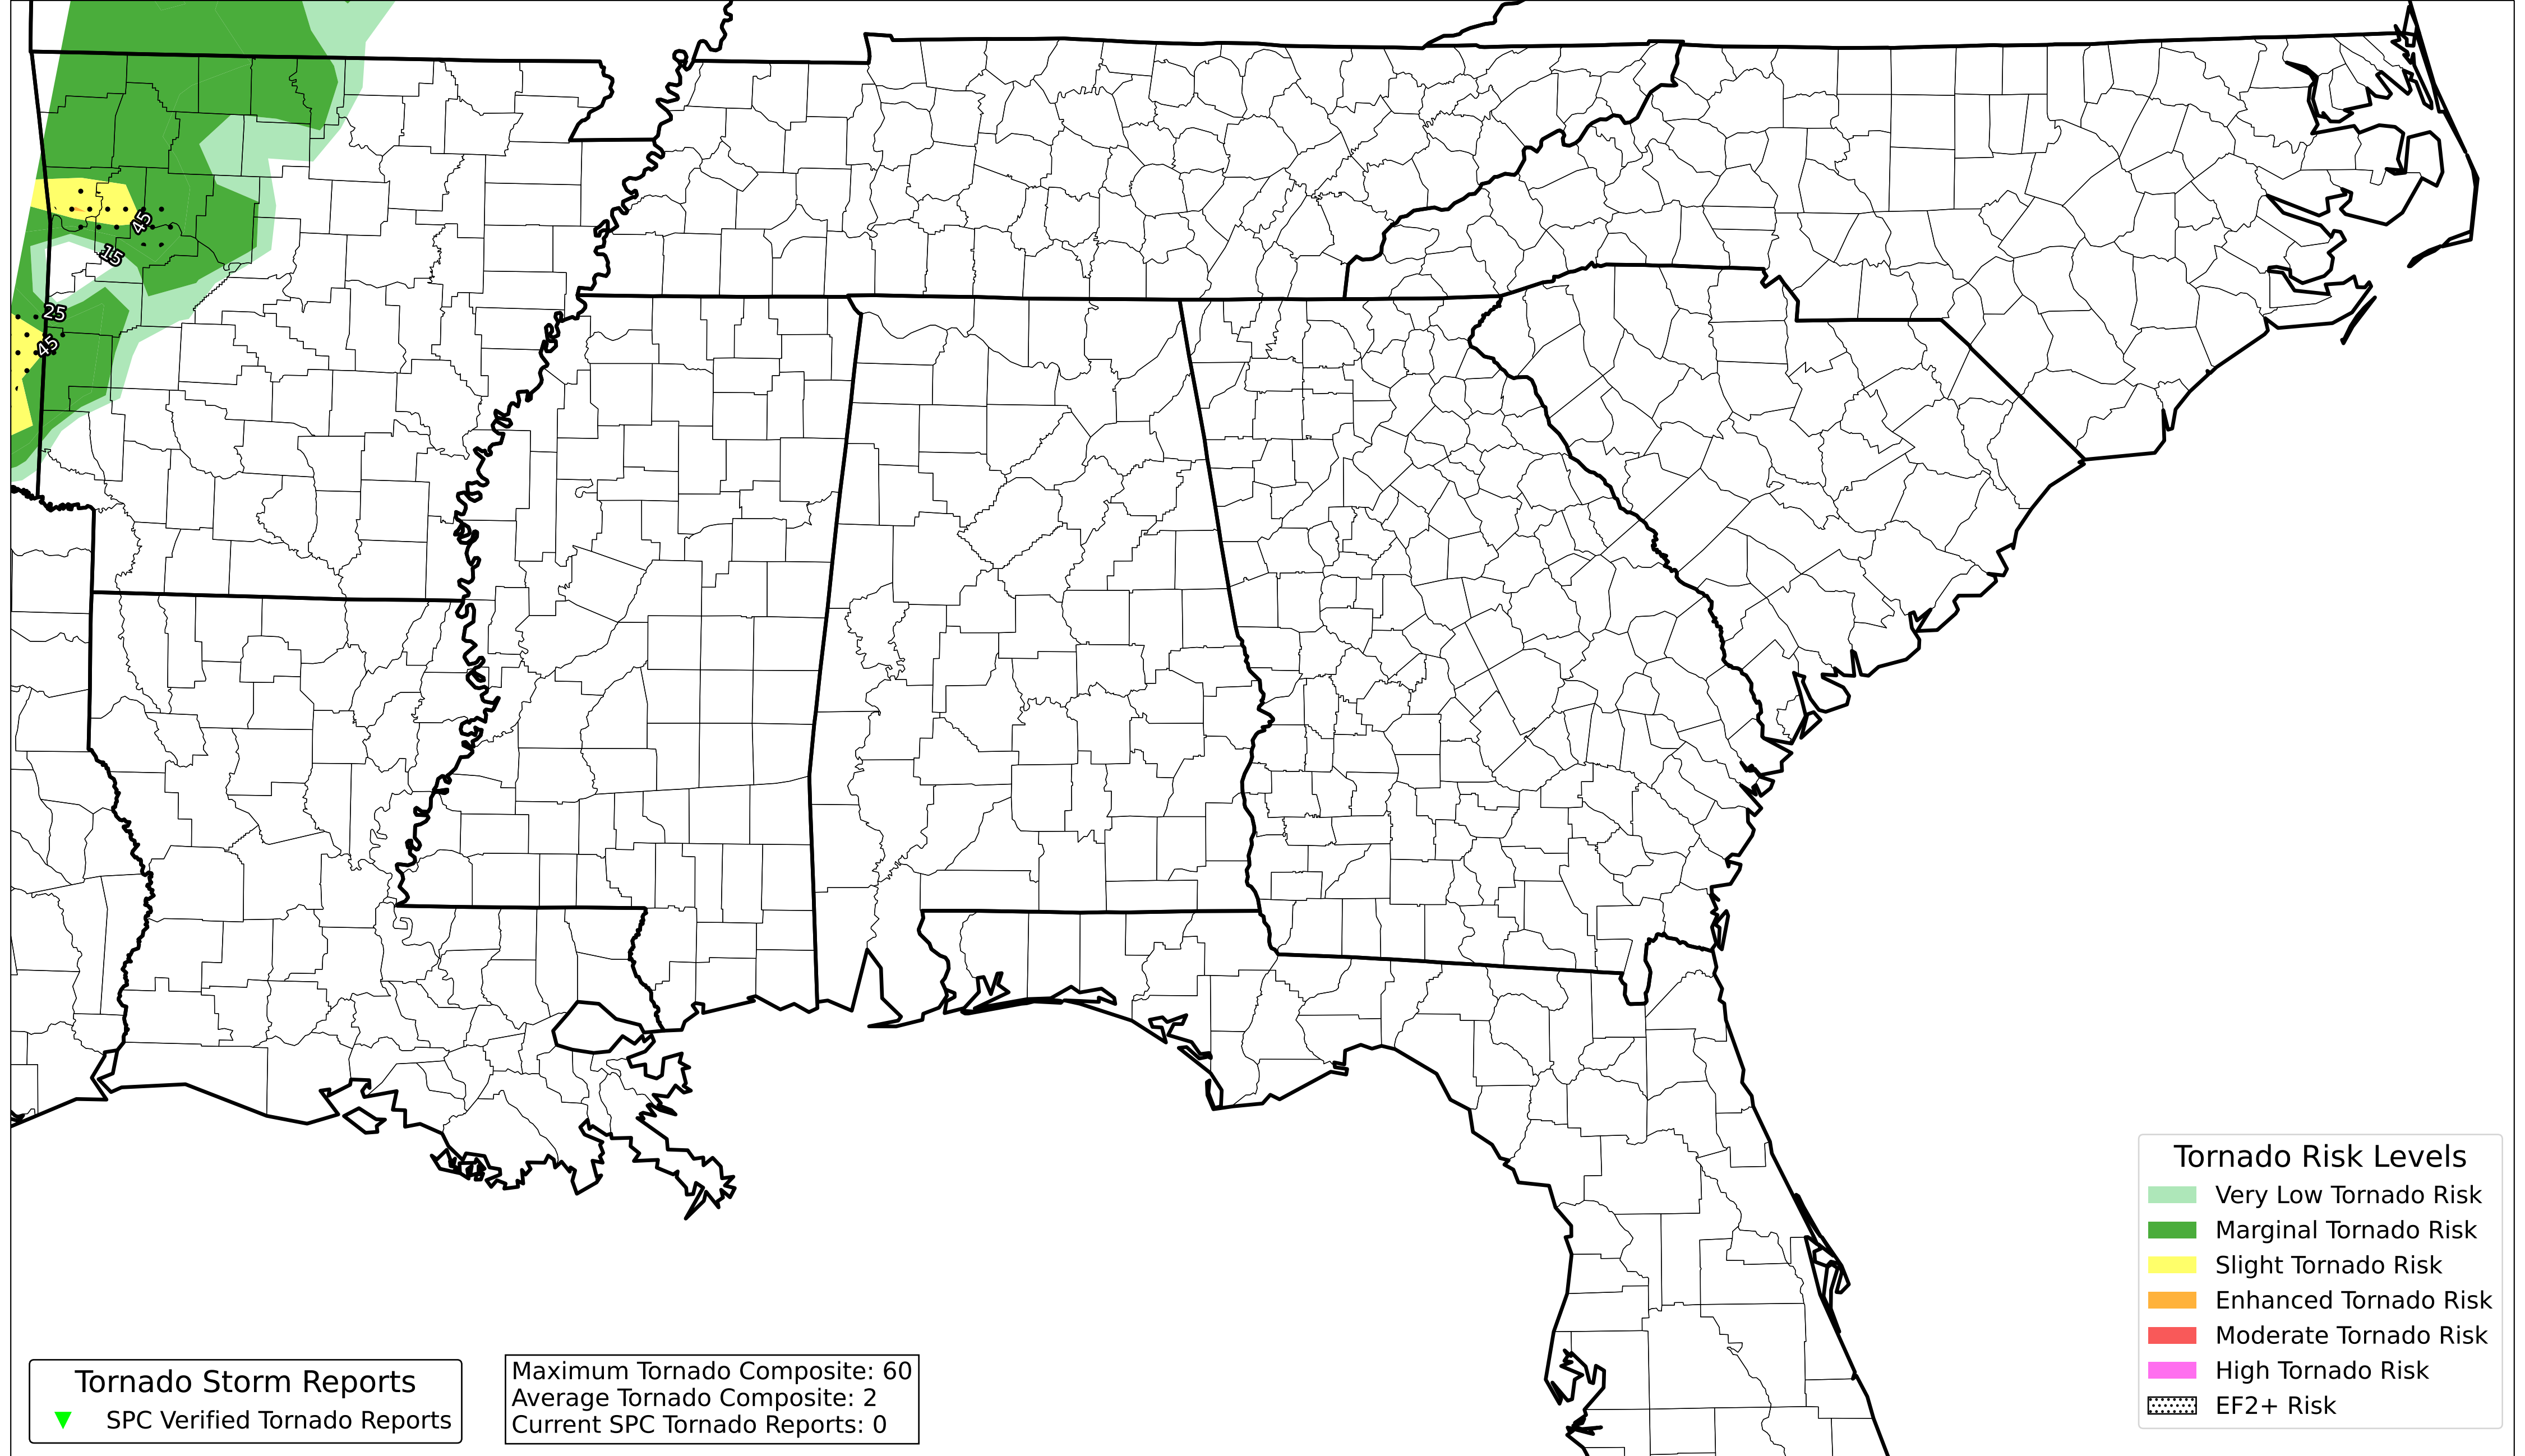 45
15
25
45
Tornado Risk Levels
Very Low Tornado Risk
Marginal Tornado Risk
Slight Tornado Risk
Enhanced Tornado Risk
Moderate Tornado Risk
High Tornado Risk
EF2+ Risk
Tornado Storm Reports
SPC Verified Tornado Reports
Maximum Tornado Composite: 60
Average Tornado Composite: 2
Current SPC Tornado Reports: 0